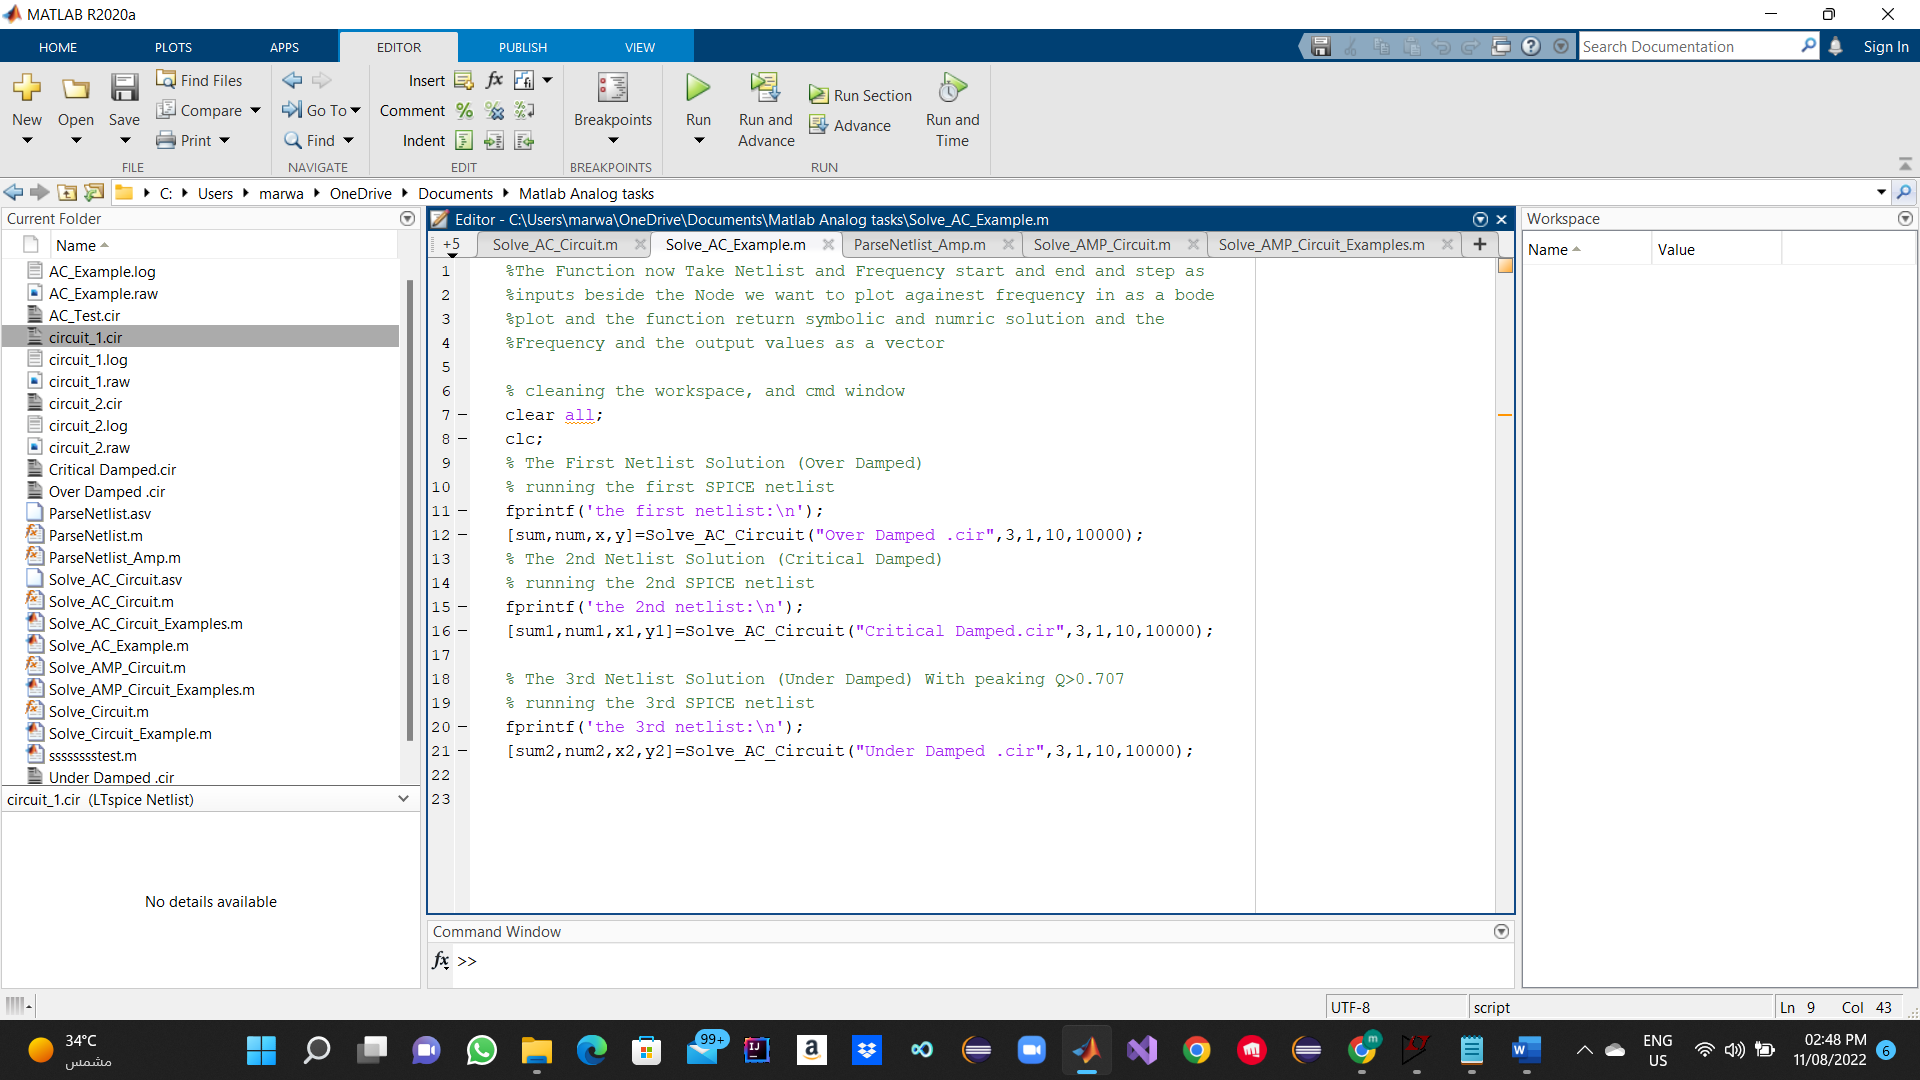 MATLAB R2020a
HOME PLOTS APPS EDITOR PUBLISH VIEW
Search Documentation
Sign In
New Open Save
Find Files
Compare
Print
FILE
Go To
Find
NAVIGATE
Insert fx fi
Comment % % %
Indent
EDIT
Breakpoints
BREAKPOINTS
Run
Run and Advance
Run Section
Advance
Run and Time
RUN
C: Users marwa OneDrive Documents Matlab Analog tasks
Current Folder
Name
AC_Example.log
AC_Example.raw
AC_Test.cir
circuit_1.cir
circuit_1.log
circuit_1.raw
circuit_2.cir
circuit_2.log
circuit_2.raw
Critical Damped.cir
Over Damped .cir
ParseNetlist.asv
ParseNetlist.m
ParseNetlist_Amp.m
Solve_AC_Circuit.asv
Solve_AC_Circuit.m
Solve_AC_Circuit_Examples.m
Solve_AC_Example.m
Solve_AMP_Circuit.m
Solve_AMP_Circuit_Examples.m
Solve_Circuit.m
Solve_Circuit_Example.m
sssssssstest.m
Under Damped .cir
circuit_1.cir (LTspice Netlist)
No details available
Editor - C:\Users\marwa\OneDrive\Documents\Matlab Analog tasks\Solve_AC_Example.m
+5 Solve_AC_Circuit.m Solve_AC_Example.m ParseNetlist_Amp.m Solve_AMP_Circuit.m Solve_AMP_Circuit_Examples.m +
1 %The Function now Take Netlist and Frequency start and end and step as
2 %inputs beside the Node we want to plot againest frequency in as a bode
3 %plot and the function return symbolic and numric solution and the
4 %Frequency and the output values as a vector
5
6 % cleaning the workspace, and cmd window
7 – clear all;
8 – clc;
9 % The First Netlist Solution (Over Damped)
10 % running the first SPICE netlist
11 – fprintf('the first netlist:\n');
12 – [sum,num,x,y]=Solve_AC_Circuit("Over Damped .cir",3,1,10,10000);
13 % The 2nd Netlist Solution (Critical Damped)
14 % running the 2nd SPICE netlist
15 – fprintf('the 2nd netlist:\n');
16 – [sum1,num1,x1,y1]=Solve_AC_Circuit("Critical Damped.cir",3,1,10,10000);
17
18 % The 3rd Netlist Solution (Under Damped) With peaking Q>0.707
19 % running the 3rd SPICE netlist
20 – fprintf('the 3rd netlist:\n');
21 – [sum2,num2,x2,y2]=Solve_AC_Circuit("Under Damped .cir",3,1,10,10000);
22
23
Command Window
fx >>
Workspace
Name Value
UTF-8 script Ln 9 Col 43
34°C
مشمس
99+
ENG
US
02:48 PM
11/08/2022
6